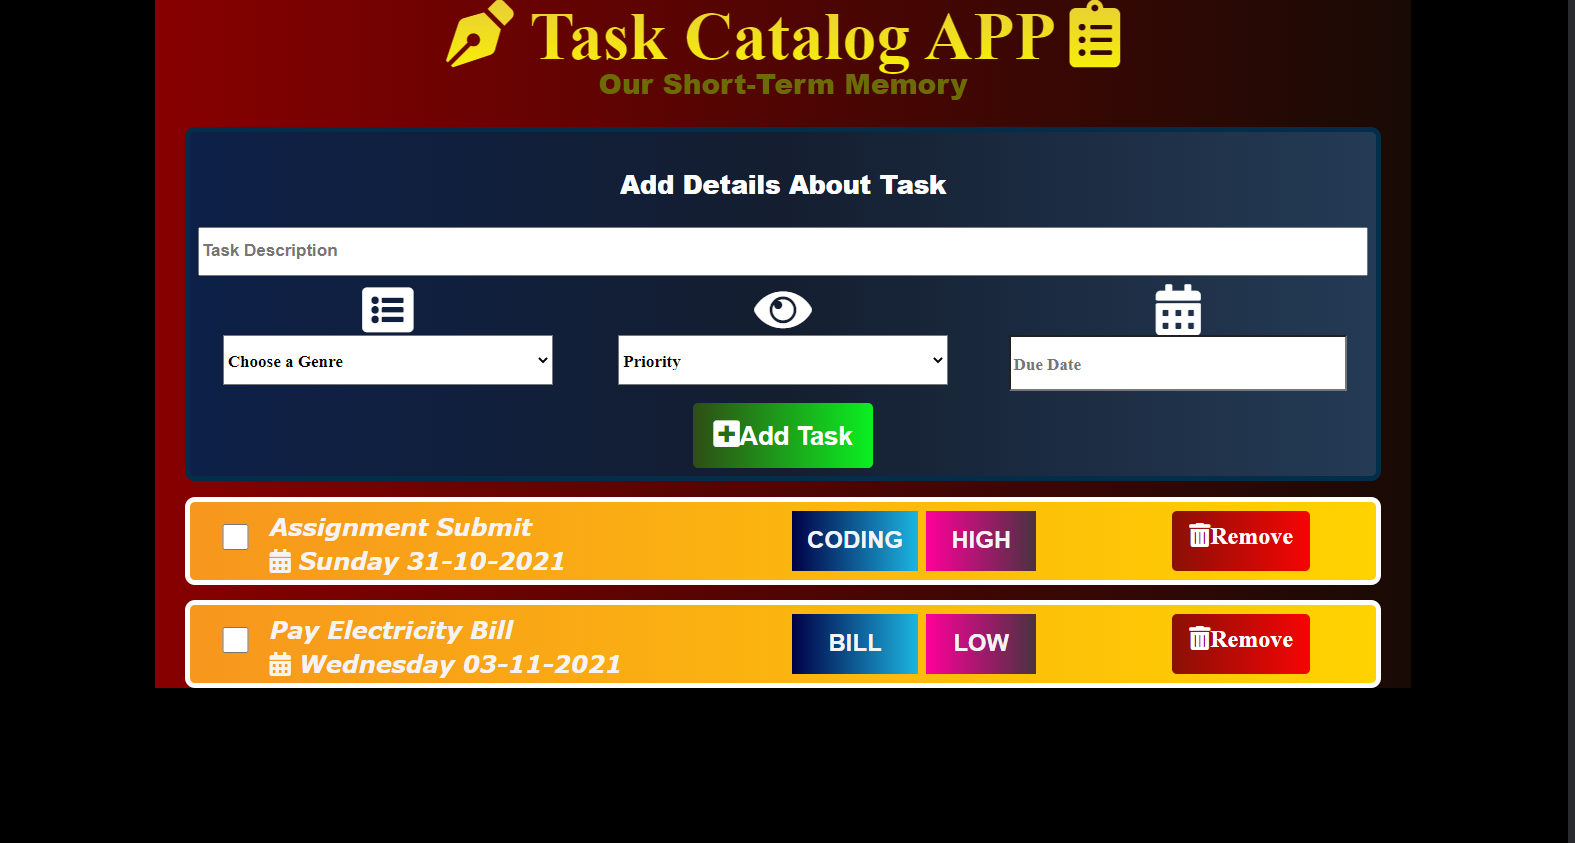 Task Catalog APP
Our Short-Term Memory
Add Details About Task
Task Description
Choose a Genre
Priority
Due Date
Add Task
Assignment Submit
Sunday 31-10-2021
CODING
HIGH
Remove
Pay Electricity Bill
Wednesday 03-11-2021
BILL
LOW
Remove